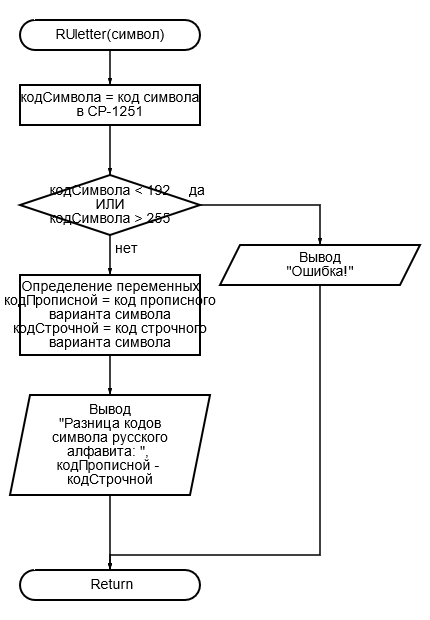 RUletter(символ)
кодСимвола = код символа
в CP-1251
кодСимвола < 192
ИЛИ
кодСимвола > 255
да
нет
Вывод
"Ошибка!"
Определение переменных
кодПрописной = код прописного
варианта символа
кодСтрочной = код строчного
варианта символа
Вывод
"Разница кодов
символа русского
алфавита: ",
кодПрописной -
кодСтрочной
Return